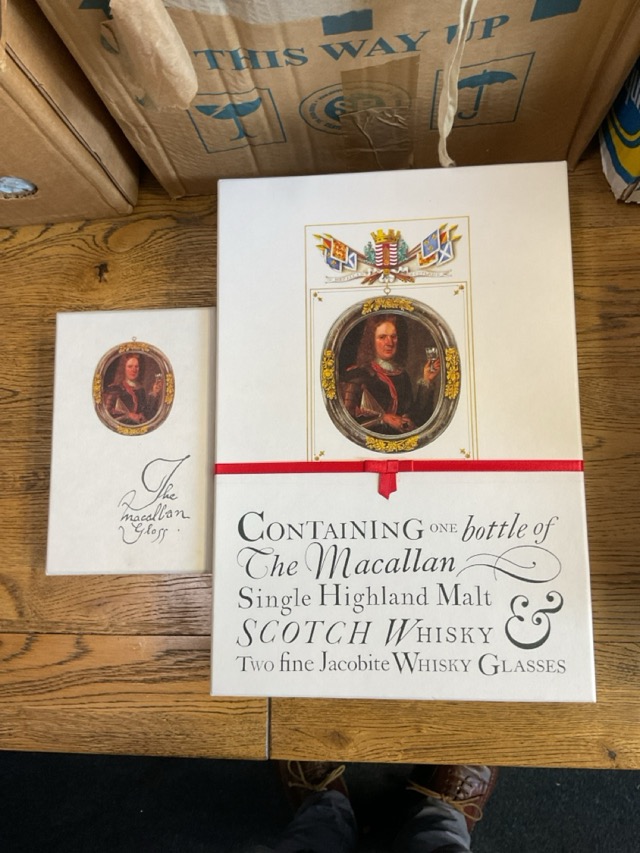 THIS WAY UP
The
macallan
Glass.
CONTAINING ONE bottle of
The Macallan
Single Highland Malt
SCOTCH WHISKY &
Two fine Jacobite WHISKY GLASSES